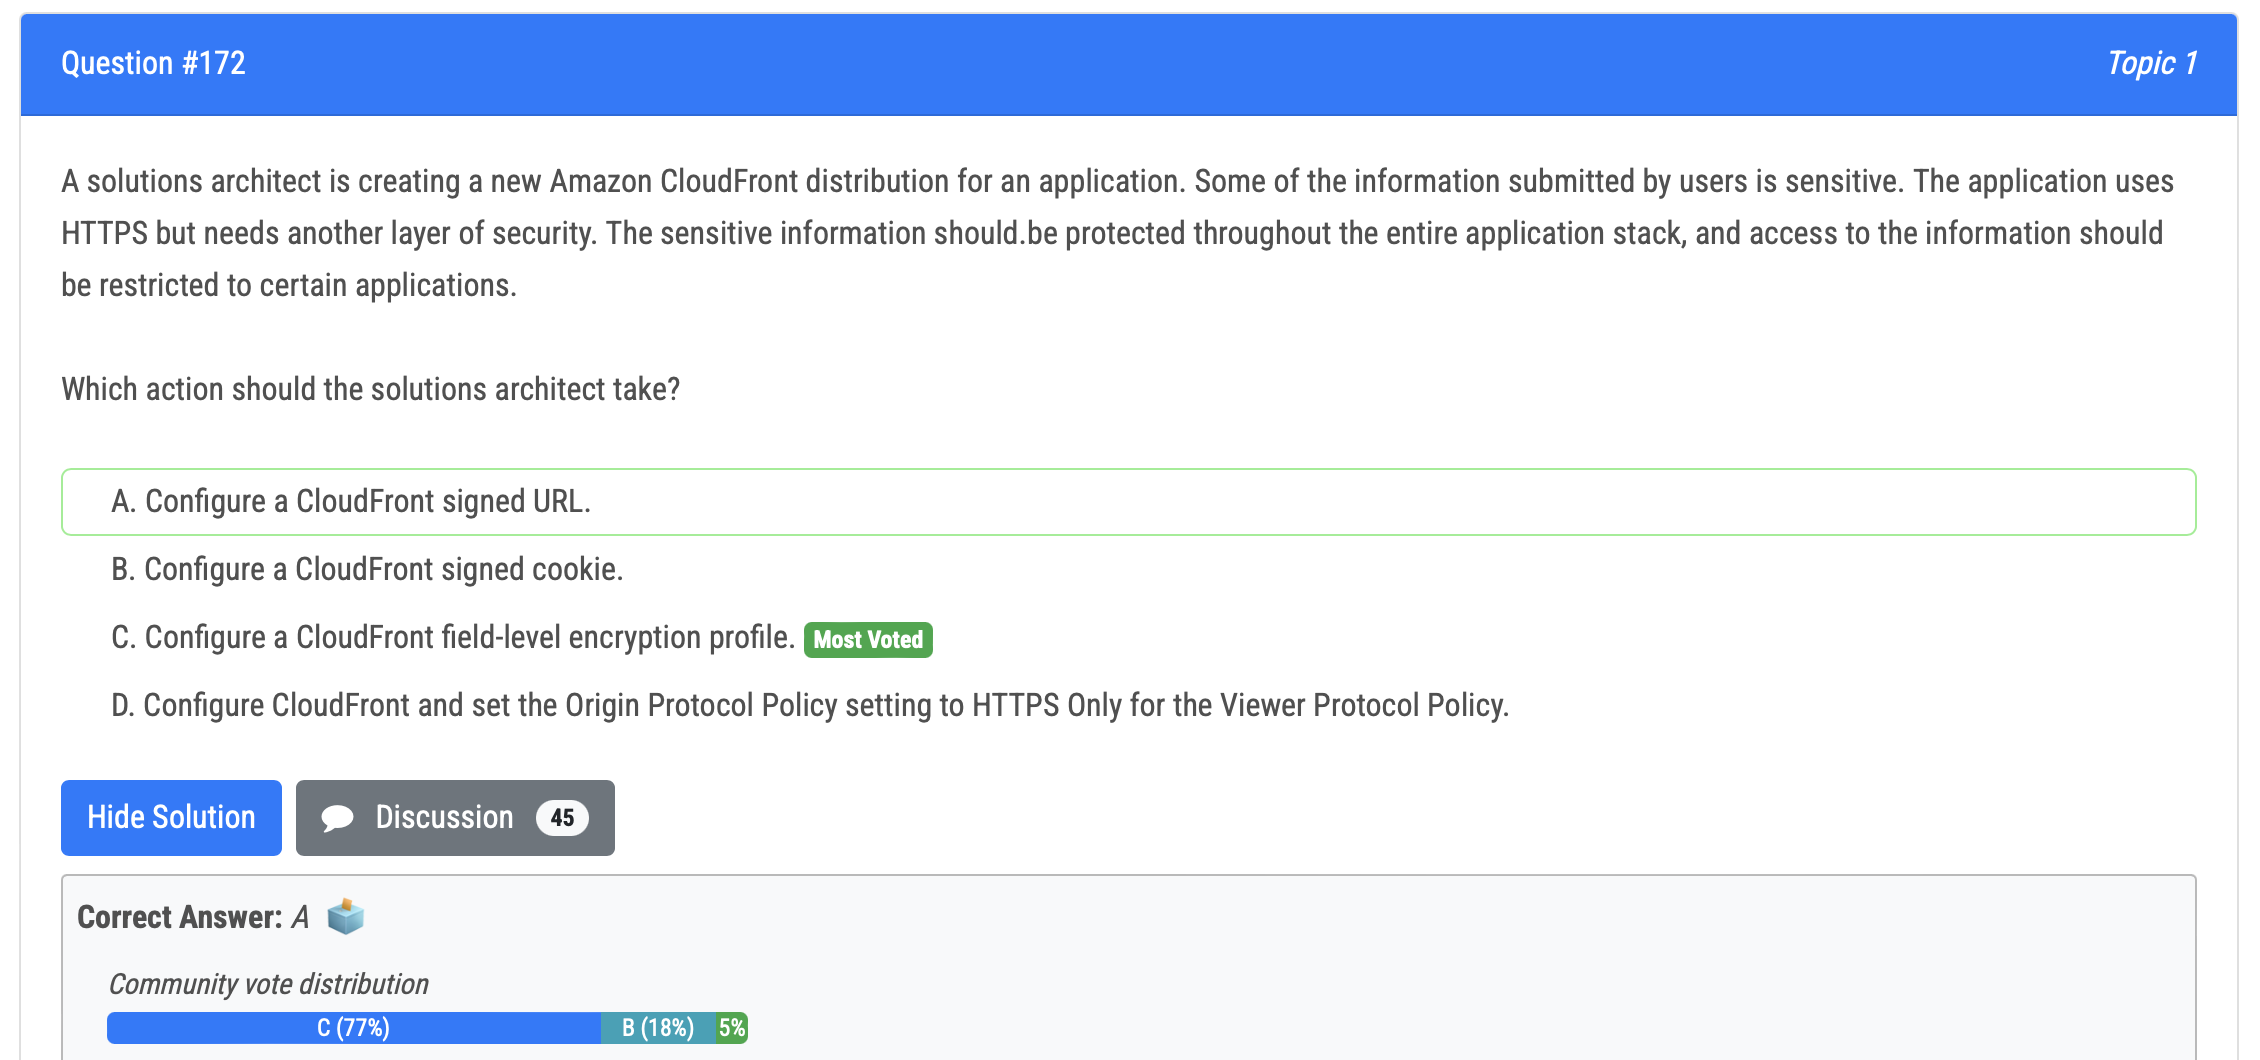 Question #172
Topic 1
A solutions architect is creating a new Amazon CloudFront distribution for an application. Some of the information submitted by users is sensitive. The application uses
HTTPS but needs another layer of security. The sensitive information should.be protected throughout the entire application stack, and access to the information should
be restricted to certain applications.
Which action should the solutions architect take?
A. Configure a CloudFront signed URL.
B. Configure a CloudFront signed cookie.
C. Configure a CloudFront field-level encryption profile. Most Voted
D. Configure CloudFront and set the Origin Protocol Policy setting to HTTPS Only for the Viewer Protocol Policy.
Hide Solution
Discussion 45
Correct Answer: A
Community vote distribution
C (77%) B (18%) 5%